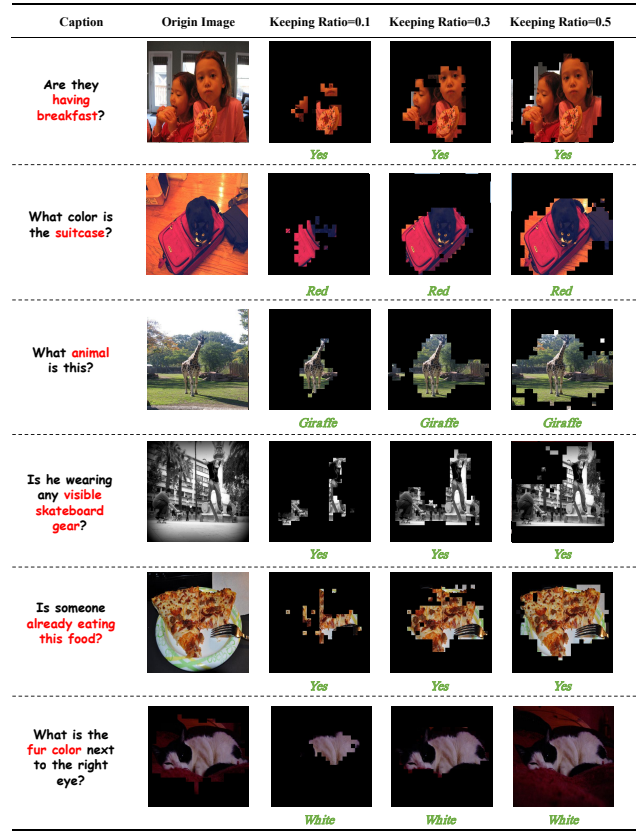 Caption Origin Image Keeping Ratio=0.1 Keeping Ratio=0.3 Keeping Ratio=0.5
Are they
having
breakfast?
Yes Yes Yes
What color is
the suitcase?
Red Red Red
What animal
is this?
Giraffe Giraffe Giraffe
Is he wearing
any visible
skateboard
gear?
Yes Yes Yes
Is someone
already eating
this food?
Yes Yes Yes
What is the
fur color next
to the right
eye?
White White White